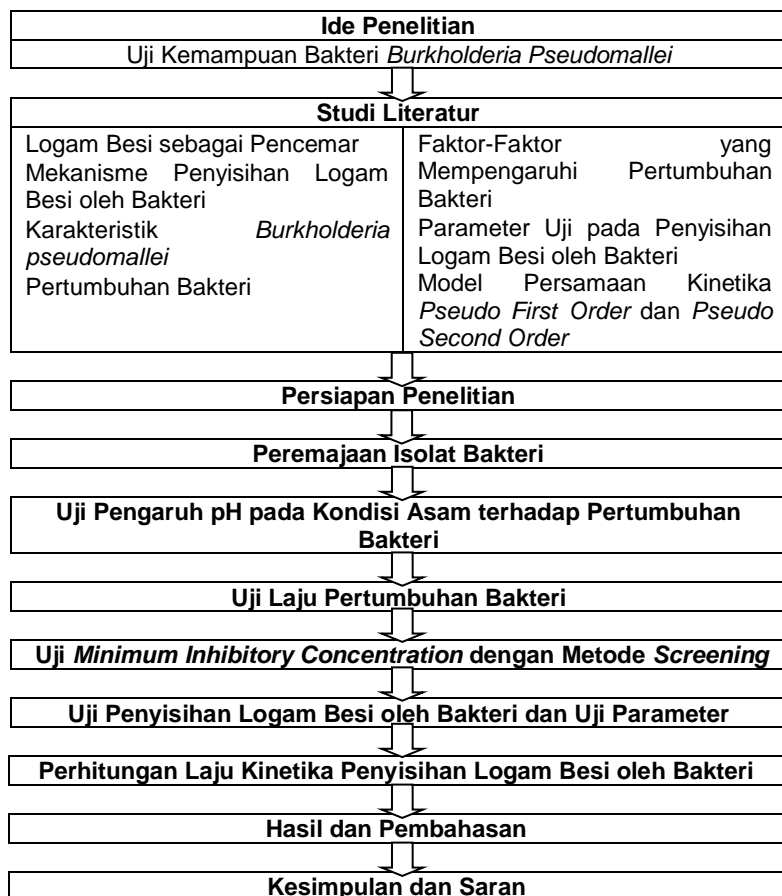 Ide Penelitian
Uji Kemampuan Bakteri Burkholderia Pseudomallei
Studi Literatur
Logam Besi sebagai Pencemar
Mekanisme Penyisihan Logam
Besi oleh Bakteri
Karakteristik Burkholderia
pseudomallei
Pertumbuhan Bakteri
Faktor-Faktor yang
Mempengaruhi Pertumbuhan
Bakteri
Parameter Uji pada Penyisihan
Logam Besi oleh Bakteri
Model Persamaan Kinetika
Pseudo First Order dan Pseudo
Second Order
Persiapan Penelitian
Peremajaan Isolat Bakteri
Uji Pengaruh pH pada Kondisi Asam terhadap Pertumbuhan
Bakteri
Uji Laju Pertumbuhan Bakteri
Uji Minimum Inhibitory Concentration dengan Metode Screening
Uji Penyisihan Logam Besi oleh Bakteri dan Uji Parameter
Perhitungan Laju Kinetika Penyisihan Logam Besi oleh Bakteri
Hasil dan Pembahasan
Kesimpulan dan Saran